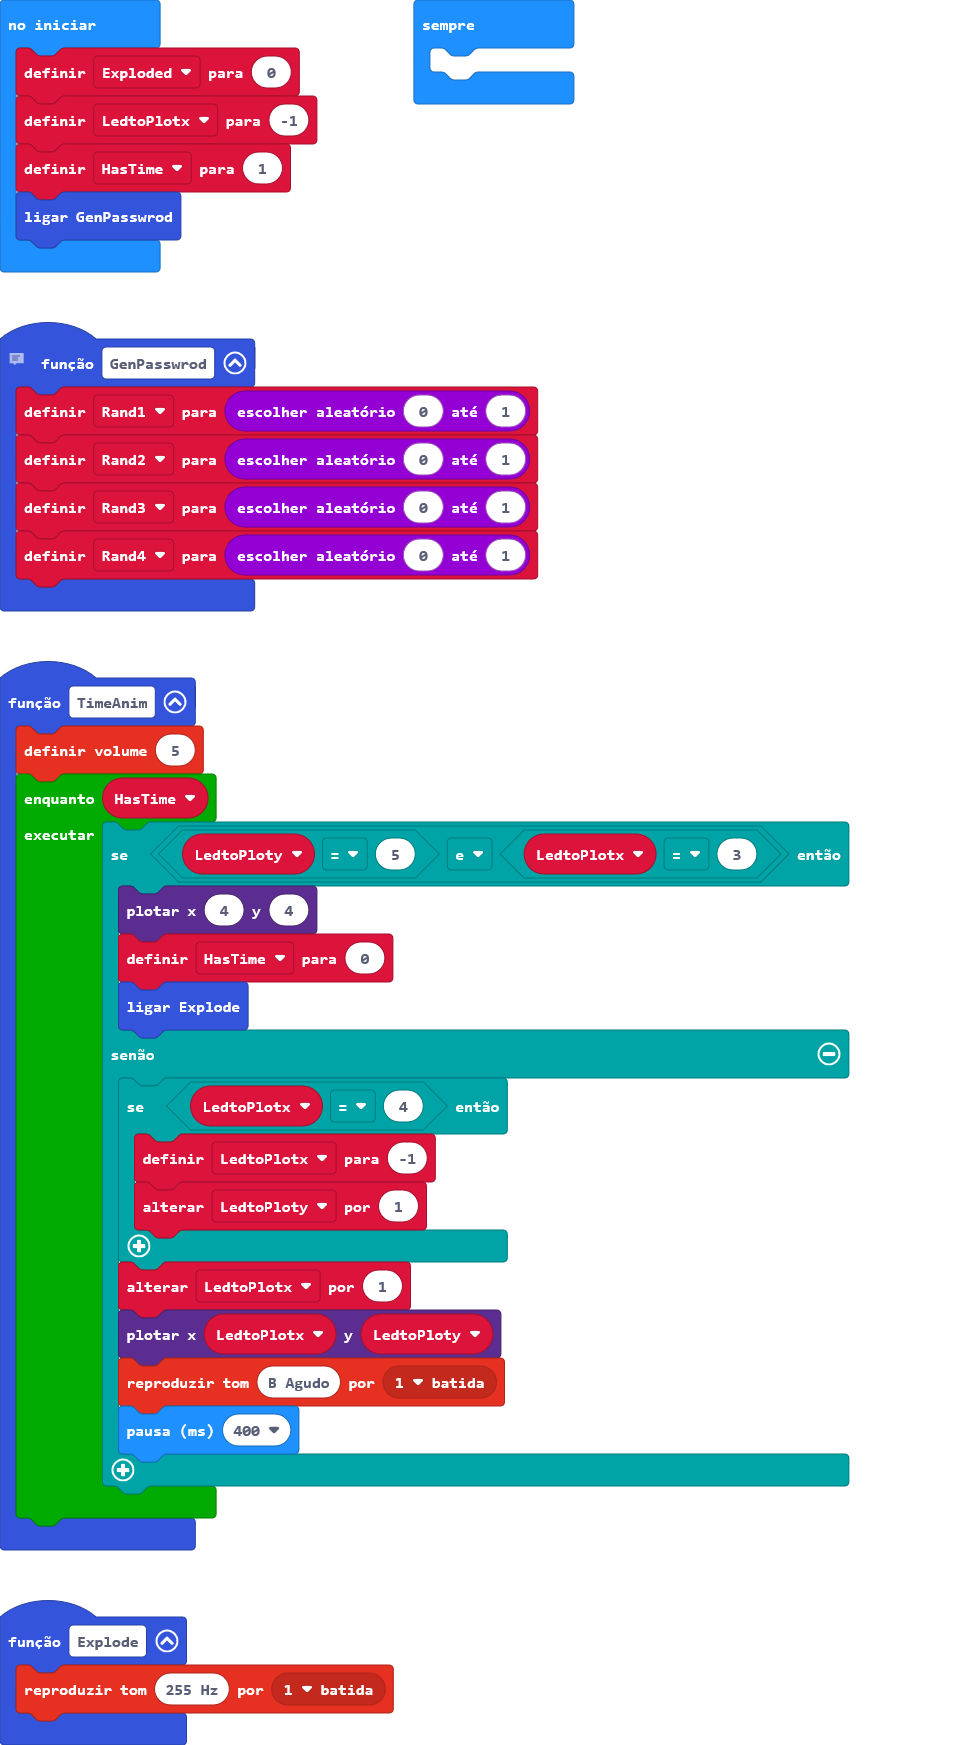 no iniciar
definir Exploded para 0
definir LedtoPlotx para -1
definir HasTime para 1
ligar GenPasswrod
sempre
função GenPasswrod
definir Rand1 para escolher aleatório 0 até 1
definir Rand2 para escolher aleatório 0 até 1
definir Rand3 para escolher aleatório 0 até 1
definir Rand4 para escolher aleatório 0 até 1
função TimeAnim
definir volume 5
enquanto HasTime
executar
se LedtoPloty = 5 e LedtoPlotx = 3 então
plotar x 4 y 4
definir HasTime para 0
ligar Explode
senão
se LedtoPlotx = 4 então
definir LedtoPlotx para -1
alterar LedtoPloty por 1
alterar LedtoPlotx por 1
plotar x LedtoPlotx y LedtoPloty
reproduzir tom B Agudo por 1 batida
pausa (ms) 400
função Explode
reproduzir tom 255 Hz por 1 batida